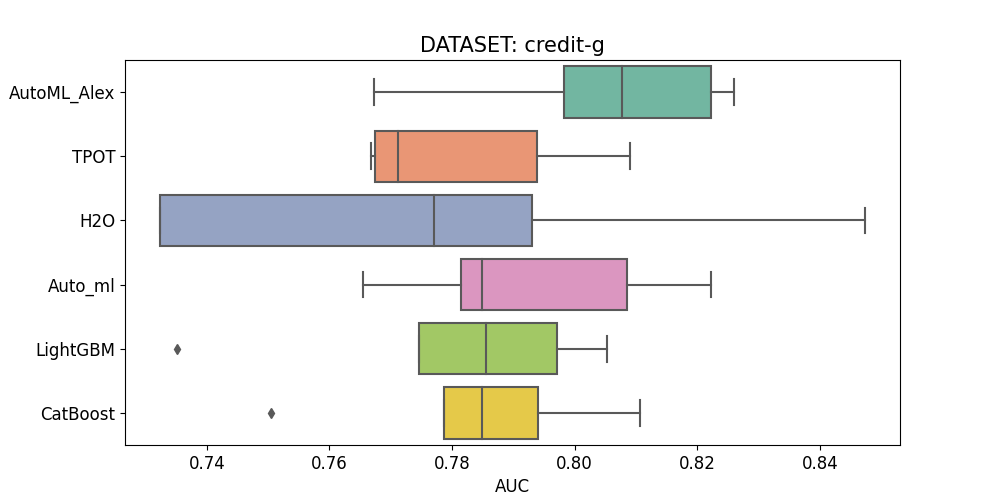 DATASET: credit-g
AutoML_Alex
TPOT
H2O
Auto_ml
LightGBM
CatBoost
0.74 0.76 0.78 0.80 0.82 0.84
AUC